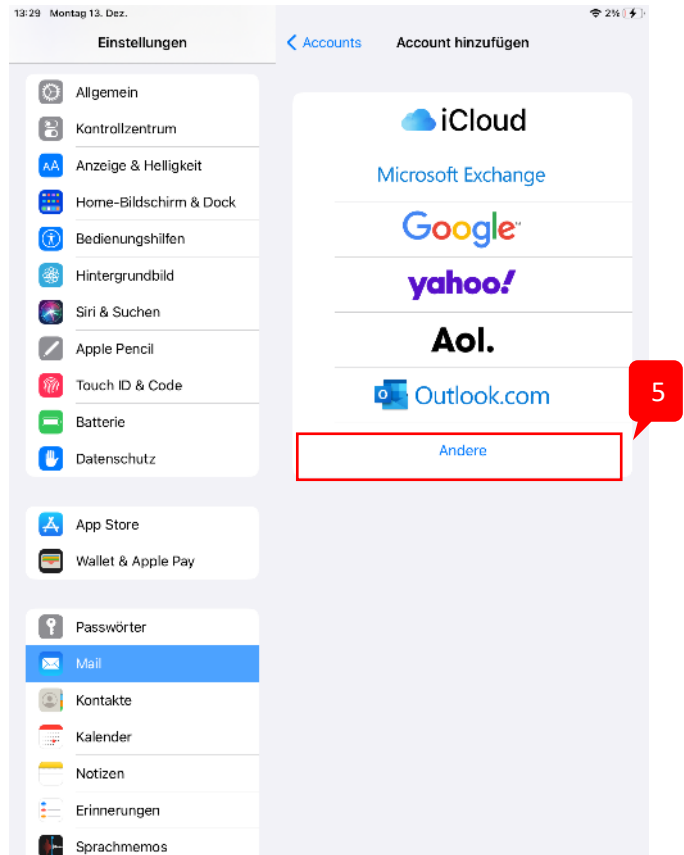 13:29 Montag 13. Dez.
2%
Einstellungen
Allgemein
Kontrollzentrum
AA Anzeige & Helligkeit
Home-Bildschirm & Dock
Bedienungshilfen
Hintergrundbild
Siri & Suchen
Apple Pencil
Touch ID & Code
Batterie
Datenschutz
App Store
Wallet & Apple Pay
Passwörter
Mail
Kontakte
Kalender
Notizen
Erinnerungen
Sprachmemos
Accounts
Account hinzufügen
iCloud
Microsoft Exchange
Google
yahoo!
Aol.
Outlook.com
Andere
5